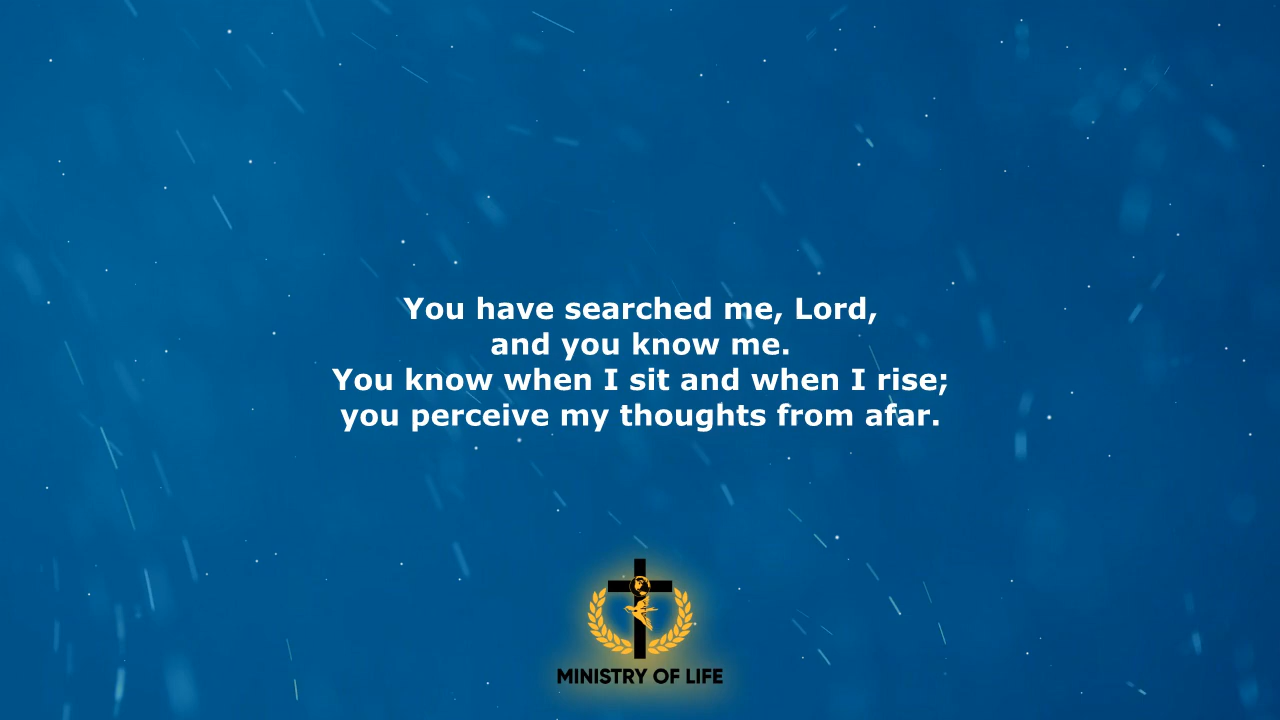 You have searched me, Lord,
and you know me.
You know when I sit and when I rise;
you perceive my thoughts from afar.
MINISTRY OF LIFE